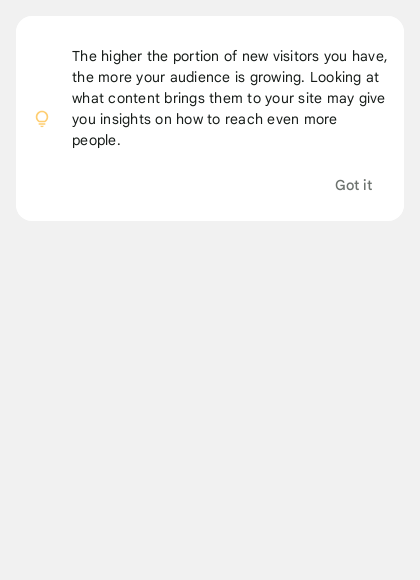 The higher the portion of new visitors you have,
the more your audience is growing. Looking at
what content brings them to your site may give
you insights on how to reach even more
people.
Got it